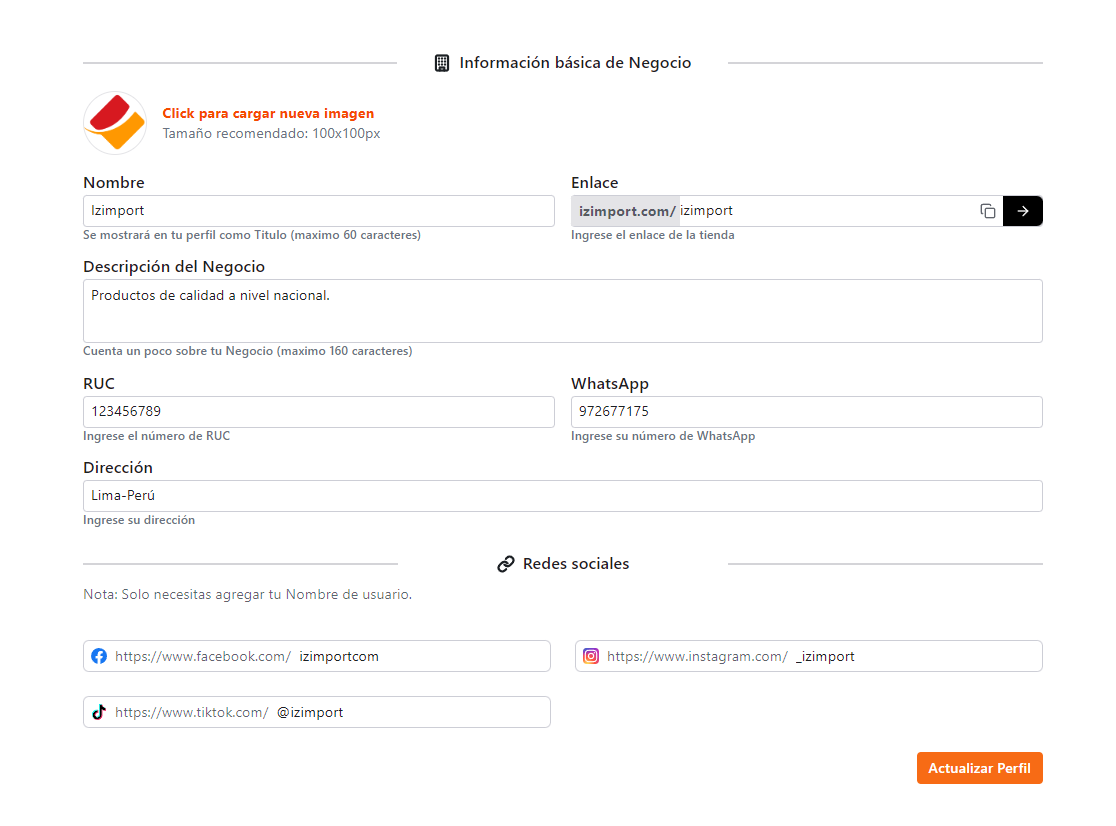 Información básica de Negocio
Click para cargar nueva imagen
Tamaño recomendado: 100x100px
Nombre
Enlace
Izimport
izimport.com/ izimport
Se mostrará en tu perfil como Título (maximo 60 caracteres)
Ingrese el enlace de la tienda
Descripción del Negocio
Productos de calidad a nivel nacional.
Cuenta un poco sobre tu Negocio (maximo 160 caracteres)
RUC
WhatsApp
123456789
972677175
Ingrese el número de RUC
Ingrese su número de WhatsApp
Dirección
Lima-Perú
Ingrese su dirección
Redes sociales
Nota: Solo necesitas agregar tu Nombre de usuario.
https://www.facebook.com/ izimportcom
https://www.instagram.com/ _izimport
https://www.tiktok.com/ @izimport
Actualizar Perfil